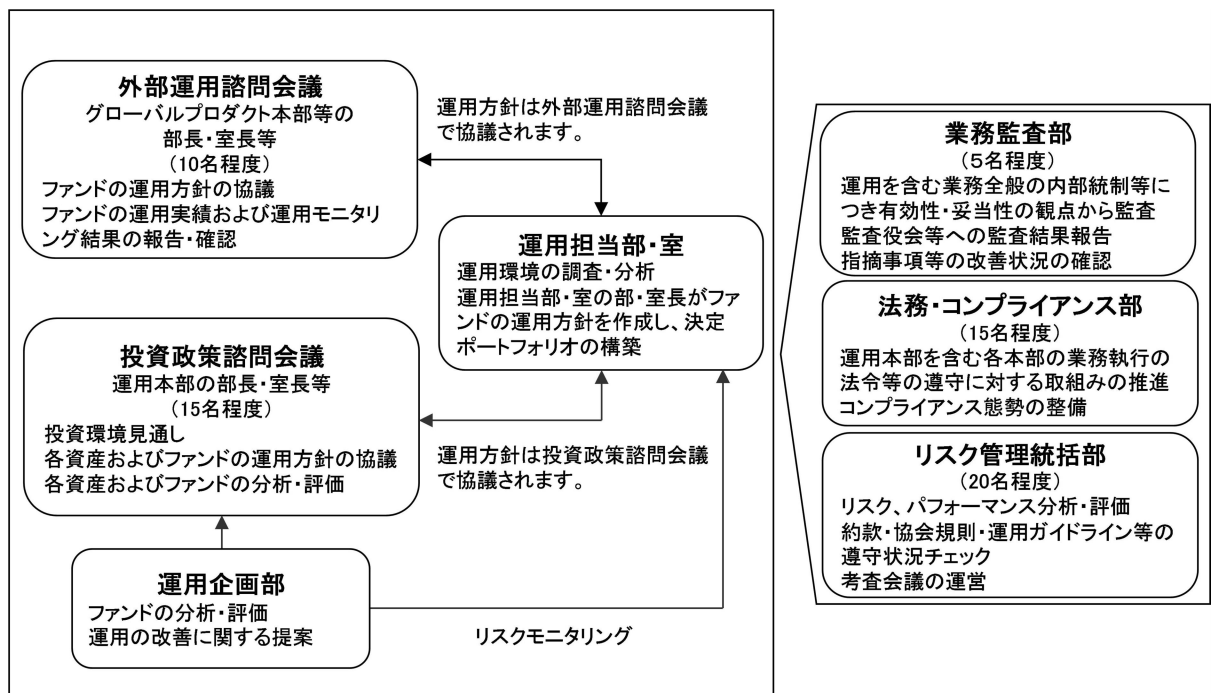 外部運用諮問会議
グローバルプロダクト本部等の
部長・室長等
(10名程度)
ファンドの運用方針の協議
ファンドの運用実績および運用モニタリ
ング結果の報告・確認
運用方針は外部運用諮問会議
で協議されます。
運用担当部・室
運用環境の調査・分析
運用担当部・室の部・室長がファ
ンドの運用方針を作成し、決定
ポートフォリオの構築
投資政策諮問会議
運用本部の部長・室長等
(15名程度)
投資環境見通し
各資産およびファンドの運用方針の協議
各資産およびファンドの分析・評価
運用方針は投資政策諮問会議
で協議されます。
運用企画部
ファンドの分析・評価
運用の改善に関する提案
リスクモニタリング
業務監査部
(5名程度)
運用を含む業務全般の内部統制等に
つき有効性・妥当性の観点から監査
監査役会等への監査結果報告
指摘事項等の改善状況の確認
法務・コンプライアンス部
(15名程度)
運用本部を含む各本部の業務執行の
法令等の遵守に対する取組みの推進
コンプライアンス態勢の整備
リスク管理統括部
(20名程度)
リスク、パフォーマンス分析・評価
約款・協会規則・運用ガイドライン等の
遵守状況チェック
考査会議の運営